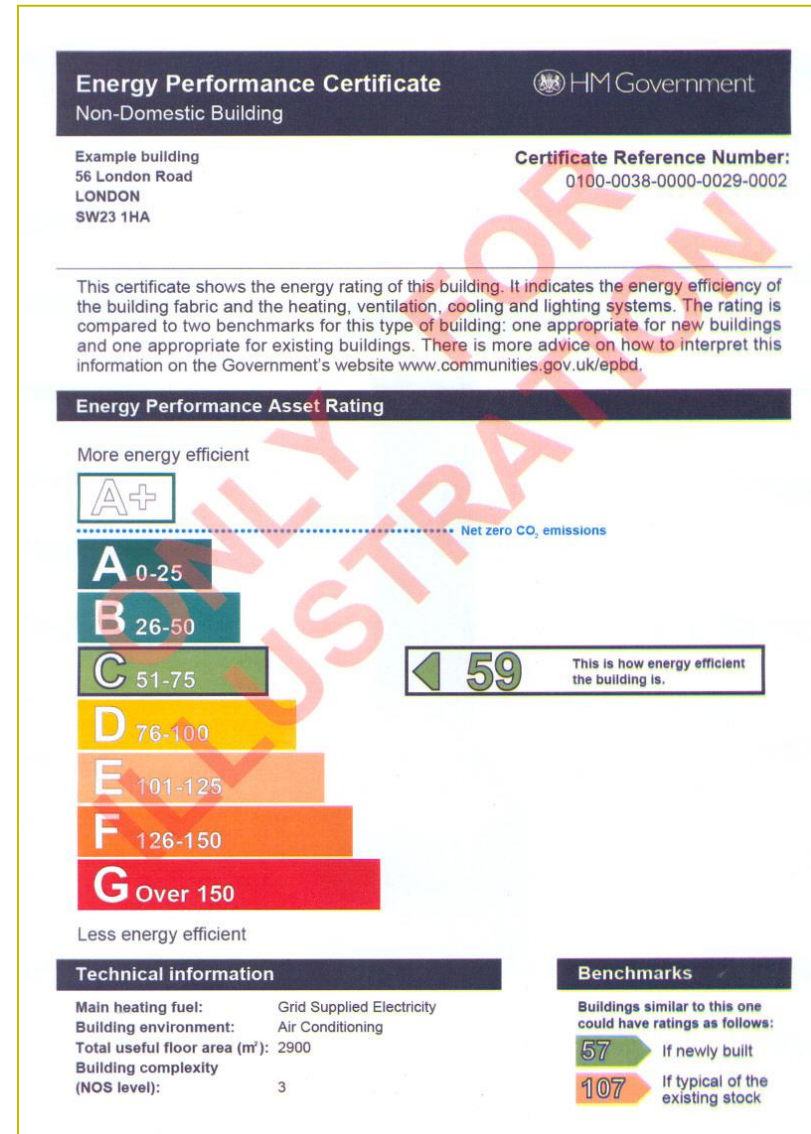 Energy Performance Certificate
HM Government
Non-Domestic Building
Example building
56 London Road
LONDON
SW23 1HA
Certificate Reference Number:
0100-0038-0000-0029-0002
This certificate shows the energy rating of this building. It indicates the energy efficiency of
the building fabric and the heating, ventilation, cooling and lighting systems. The rating is
compared to two benchmarks for this type of building: one appropriate for new buildings
and one appropriate for existing buildings. There is more advice on how to interpret this
information on the Government's website www.communities.gov.uk/epbd.
Energy Performance Asset Rating
More energy efficient
A+
Net zero CO₂ emissions
A 0-25
B 26-50
C 51-75
59 This is how energy efficient
the building is.
D 76-100
E 101-125
F 126-150
G Over 150
Less energy efficient
Technical information
Main heating fuel: Grid Supplied Electricity
Building environment: Air Conditioning
Total useful floor area (m²): 2900
Building complexity
(NOS level): 3
Benchmarks
Buildings similar to this one
could have ratings as follows:
57 If newly built
107 If typical of the
existing stock
ONLY FOR
ILLUSTRATION